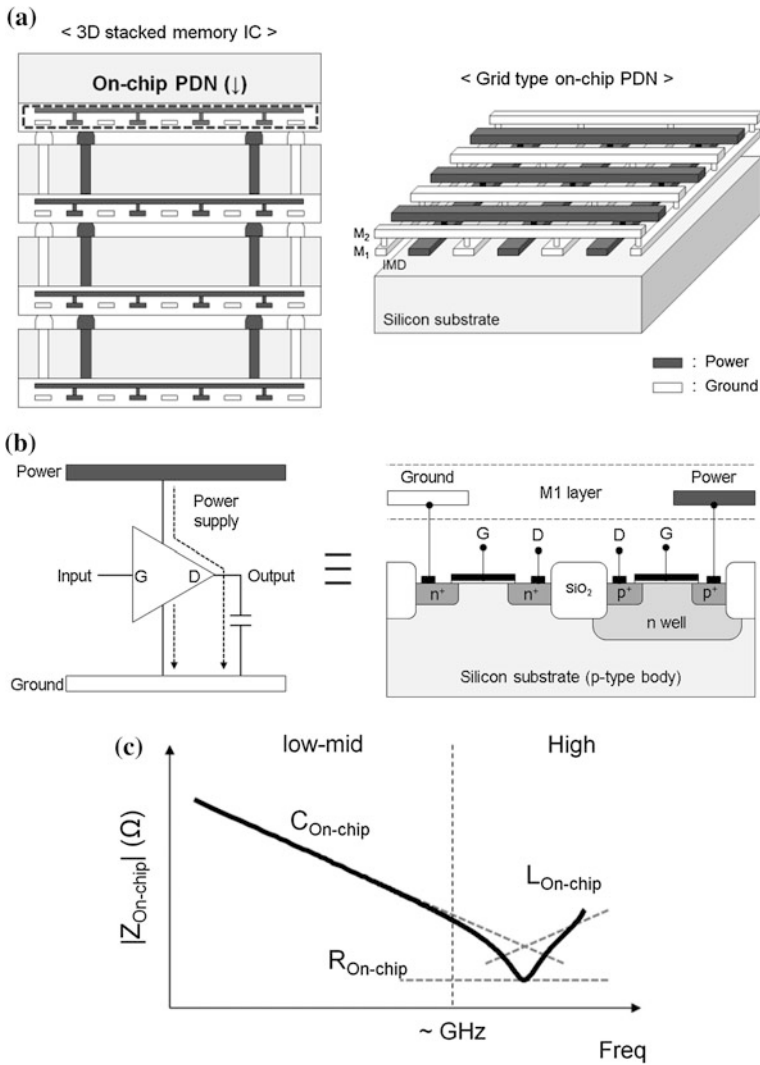 (a)
< 3D stacked memory IC >
On-chip PDN (↓)
< Grid type on-chip PDN >
M2
M1
IMD
Silicon substrate
: Power
: Ground
(b)
Power
Power supply
Input
G
D
Output
Ground
Ground
M1 layer
Power
G
D
D
G
n+
n+
SiO2
p+
p+
n well
Silicon substrate (p-type body)
(c)
low-mid
High
COn-chip
LOn-chip
ROn-chip
|ZOn-chip| (Ω)
~ GHz
Freq